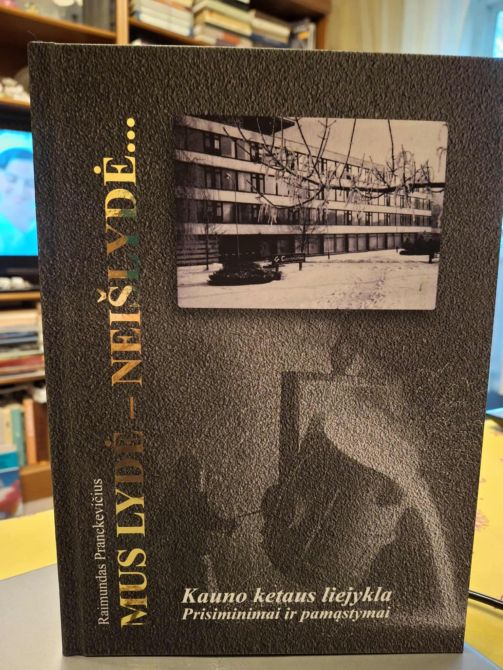 Raimundas Pranckevičius
MUS LYDĖ – NEIŠLYDĖ...
Kauno ketaus liejykla
Prisiminimai ir pamąstymai